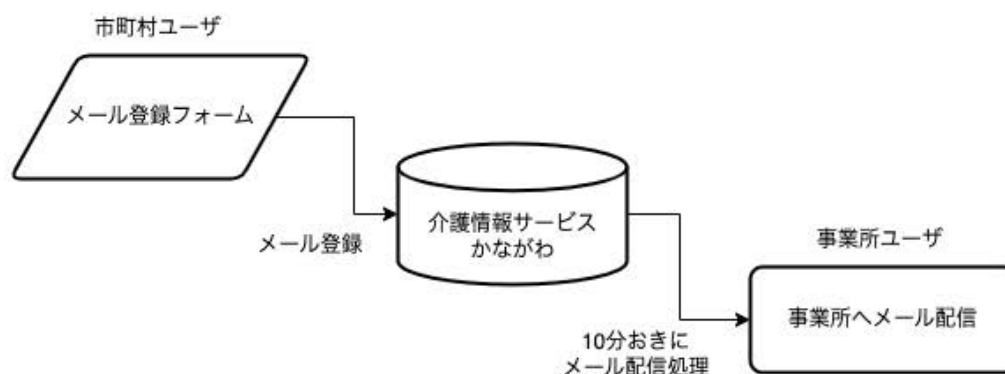 市町村ユーザ
メール登録フォーム
メール登録
介護情報サービス
かながわ
10分おきに
メール配信処理
事業所ユーザ
事業所へメール配信